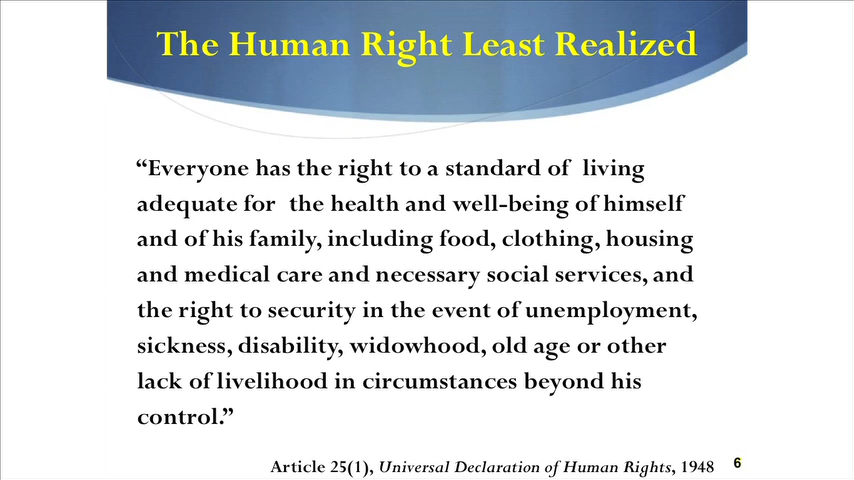 The Human Right Least Realized
“Everyone has the right to a standard of living
adequate for the health and well-being of himself
and of his family, including food, clothing, housing
and medical care and necessary social services, and
the right to security in the event of unemployment,
sickness, disability, widowhood, old age or other
lack of livelihood in circumstances beyond his
control.”
Article 25(1), Universal Declaration of Human Rights, 1948
6